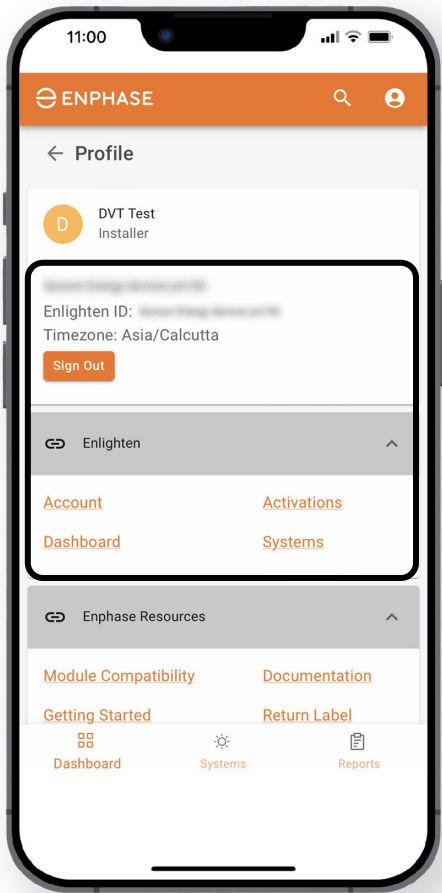 11:00
ENPHASE
Profile
D
DVT Test
Installer
Enlighten ID:
Timezone: Asia/Calcutta
Sign Out
Enlighten
Account
Activations
Dashboard
Systems
Enphase Resources
Module Compatibility
Documentation
Getting Started
Return Label
Dashboard
Systems
Reports